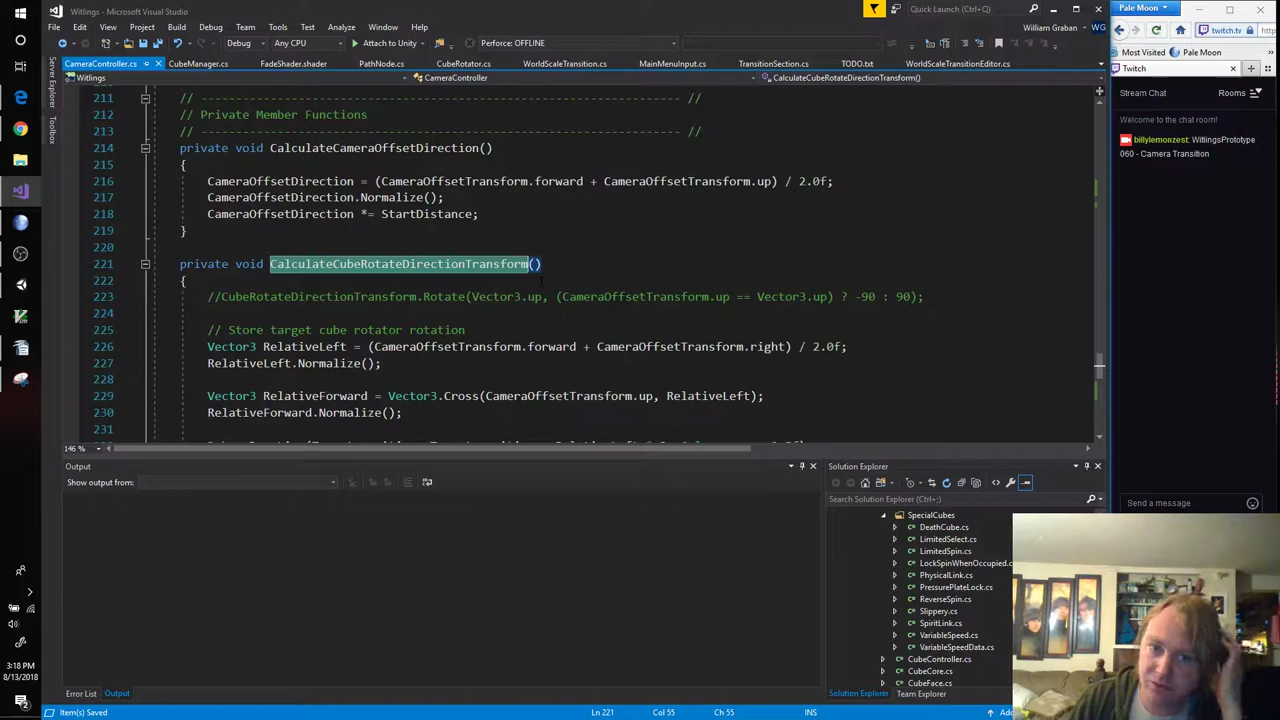 Witlings - Microsoft Visual Studio
Quick Launch (Ctrl+Q)
Pale Moon
File Edit View Project Build Debug Team Tools Test Analyze Window Help
William Graban WG
Debug Any CPU Attach to Unity Perforce: OFFLINE
twitch.tv
Most Visited Pale Moon
CameraController.cs CubeManager.cs FadeShader.shader PathNode.cs CubeRotator.cs WorldScaleTransition.cs MainMenuInput.cs TransitionSection.cs TODO.txt WorldScaleTransitionEditor.cs
Twitch
Witlings CameraController CalculateCubeRotateDirectionTransform()
Server Explorer
Toolbox
211 // --------------------------------------------------------------------- //
212 // Private Member Functions
213 // --------------------------------------------------------------------- //
214 private void CalculateCameraOffsetDirection()
215 {
216 CameraOffsetDirection = (CameraOffsetTransform.forward + CameraOffsetTransform.up) / 2.0f;
217 CameraOffsetDirection.Normalize();
218 CameraOffsetDirection *= StartDistance;
219 }
220
221 private void CalculateCubeRotateDirectionTransform()
222 {
223 //CubeRotateDirectionTransform.Rotate(Vector3.up, (CameraOffsetTransform.up == Vector3.up) ? -90 : 90);
224
225 // Store target cube rotator rotation
226 Vector3 RelativeLeft = (CameraOffsetTransform.forward + CameraOffsetTransform.right) / 2.0f;
227 RelativeLeft.Normalize();
228
229 Vector3 RelativeForward = Vector3.Cross(CameraOffsetTransform.up, RelativeLeft);
230 RelativeForward.Normalize();
231
146 %
Stream Chat Rooms
Welcome to the chat room!
billylemonzest: WitlingsPrototype
060 - Camera Transition
Send a message
Output
Show output from:
Solution Explorer
Search Solution Explorer (Ctrl+;)
SpecialCubes
DeathCube.cs
LimitedSelect.cs
LimitedSpin.cs
LockSpinWhenOccupied.c
PhysicalLink.cs
PressurePlateLock.cs
ReverseSpin.cs
Slippery.cs
SpiritLink.cs
VariableSpeed.cs
VariableSpeedData.cs
CubeController.cs
CubeCore.cs
CubeFace.cs
Error List Output
Solution Explorer Team Explorer
Item(s) Saved Ln 221 Col 55 Ch 55 INS
3:18 PM
8/13/2018
2